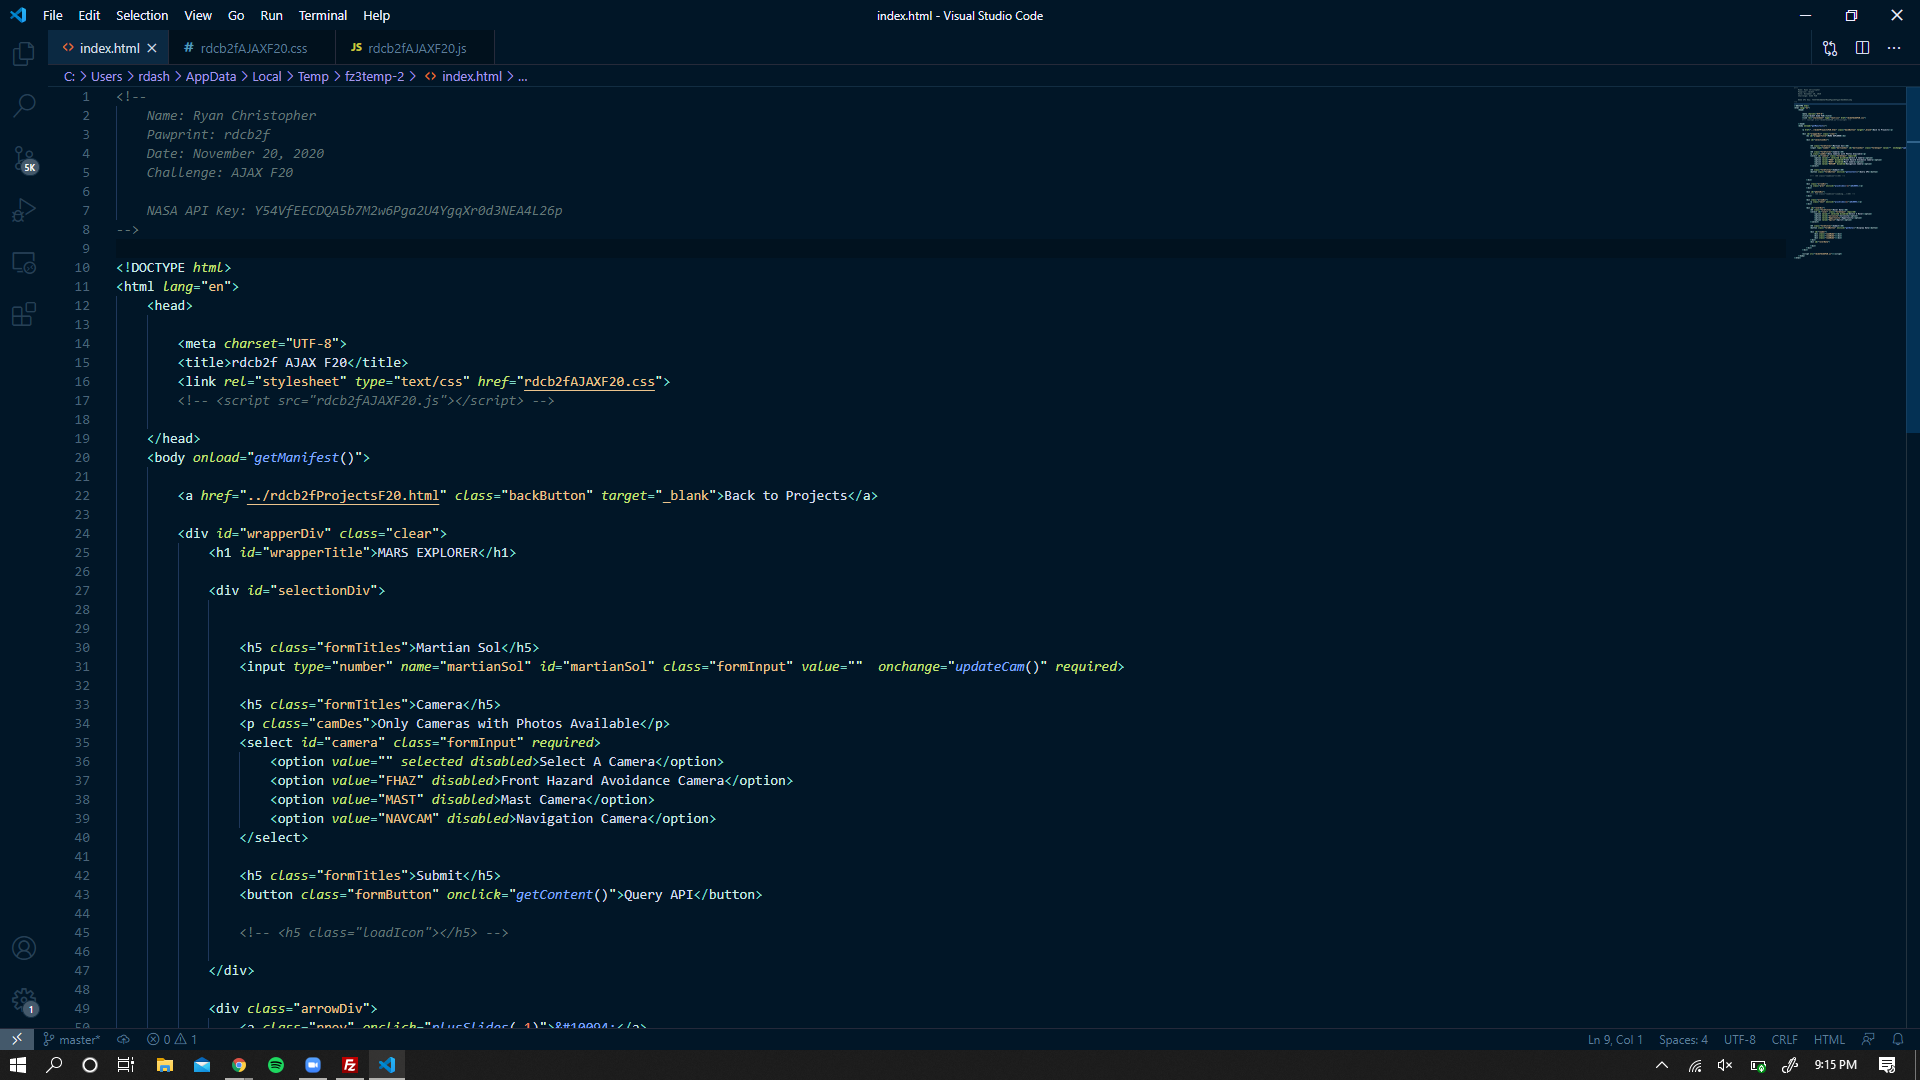 File Edit Selection View Go Run Terminal Help
index.html - Visual Studio Code
index.html rdcb2fAJAXF20.css JS rdcb2fAJAXF20.js
C: > Users > rdash > AppData > Local > Temp > fz3temp-2 > index.html > ...
1 <!--
2 Name: Ryan Christopher
3 Pawprint: rdcb2f
4 Date: November 20, 2020
5 Challenge: AJAX F20
6
7 NASA API Key: Y54VfEECDQA5b7M2w6Pga2U4YgqXr0d3NEA4L26p
8 -->
9
10 <!DOCTYPE html>
11 <html lang="en">
12 <head>
13
14 <meta charset="UTF-8">
15 <title>rdcb2f AJAX F20</title>
16 <link rel="stylesheet" type="text/css" href="rdcb2fAJAXF20.css">
17 <!-- <script src="rdcb2fAJAXF20.js"></script> -->
18
19 </head>
20 <body onload="getManifest()">
21
22 <a href="../rdcb2fProjectsF20.html" class="backButton" target="_blank">Back to Projects</a>
23
24 <div id="wrapperDiv" class="clear">
25 <h1 id="wrapperTitle">MARS EXPLORER</h1>
26
27 <div id="selectionDiv">
28
29
30 <h5 class="formTitles">Martian Sol</h5>
31 <input type="number" name="martianSol" id="martianSol" class="formInput" value=""  onchange="updateCam()" required>
32
33 <h5 class="formTitles">Camera</h5>
34 <p class="camDes">Only Cameras with Photos Available</p>
35 <select id="camera" class="formInput" required>
36 <option value="" selected disabled>Select A Camera</option>
37 <option value="FHAZ" disabled>Front Hazard Avoidance Camera</option>
38 <option value="MAST" disabled>Mast Camera</option>
39 <option value="NAVCAM" disabled>Navigation Camera</option>
40 </select>
41
42 <h5 class="formTitles">Submit</h5>
43 <button class="formButton" onclick="getContent()">Query API</button>
44
45 <!-- <h5 class="loadIcon"></h5> -->
46
47 </div>
48
49 <div class="arrowDiv">
50 <a class="prev" onclick="plusSlides(-1)">&#10094;</a>
5K
1
master* 0 1
Ln 9, Col 1 Spaces: 4 UTF-8 CRLF HTML
9:15 PM